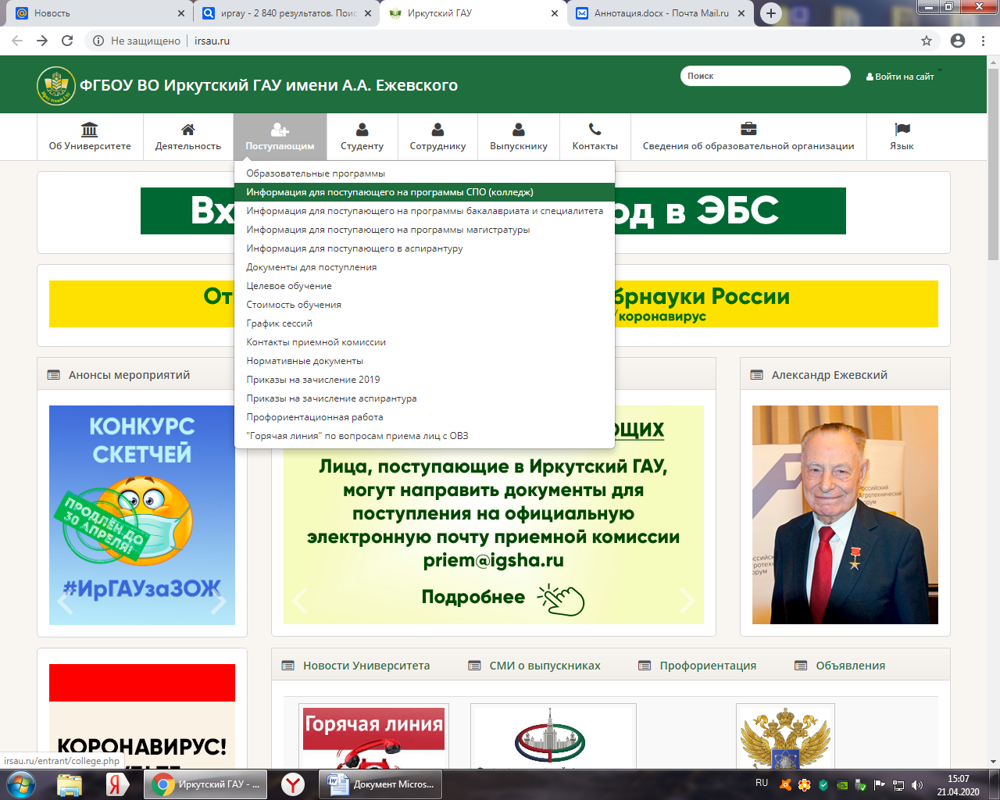 Новость
иргау - 2 840 результатов. Поис
Иркутский ГАУ
Аннотация.docx - Почта Mail.ru
Не защищено
irsau.ru
ФГБОУ ВО Иркутский ГАУ имени А.А. Ежевского
Поиск
Войти на сайт
Об Университете
Деятельность
Поступающим
Студенту
Сотруднику
Выпускнику
Контакты
Сведения об образовательной организации
Язык
Образовательные программы
Информация для поступающего на программы СПО (колледж)
Информация для поступающего на программы бакалавриата и специалитета
Информация для поступающего на программы магистратуры
Информация для поступающего в аспирантуру
Документы для поступления
Целевое обучение
Стоимость обучения
График сессий
Контакты приемной комиссии
Нормативные документы
Приказы на зачисление 2019
Приказы на зачисление аспирантура
Профориентационная работа
"Горячая линия" по вопросам приема лиц с ОВЗ
Вх
од в ЭБС
От
брнауки России
/коронавирус
Анонсы мероприятий
Александр Ежевский
КОНКУРС
СКЕТЧЕЙ
ПРОДЛЁН ДО
30 АПРЕЛЯ!
#ИрГАУзаЗОЖ
ЮЩИХ
Лица, поступающие в Иркутский ГАУ,
могут направить документы для
поступления на официальную
электронную почту приемной комиссии
priem@igsha.ru
Подробнее
Новости Университета
СМИ о выпускниках
Профориентация
Объявления
КОРОНАВИРУС!
Горячая линия
irsau.ru/entrant/college.php
Иркутский ГАУ - ...
Документ Micros...
RU
15:07
21.04.2020